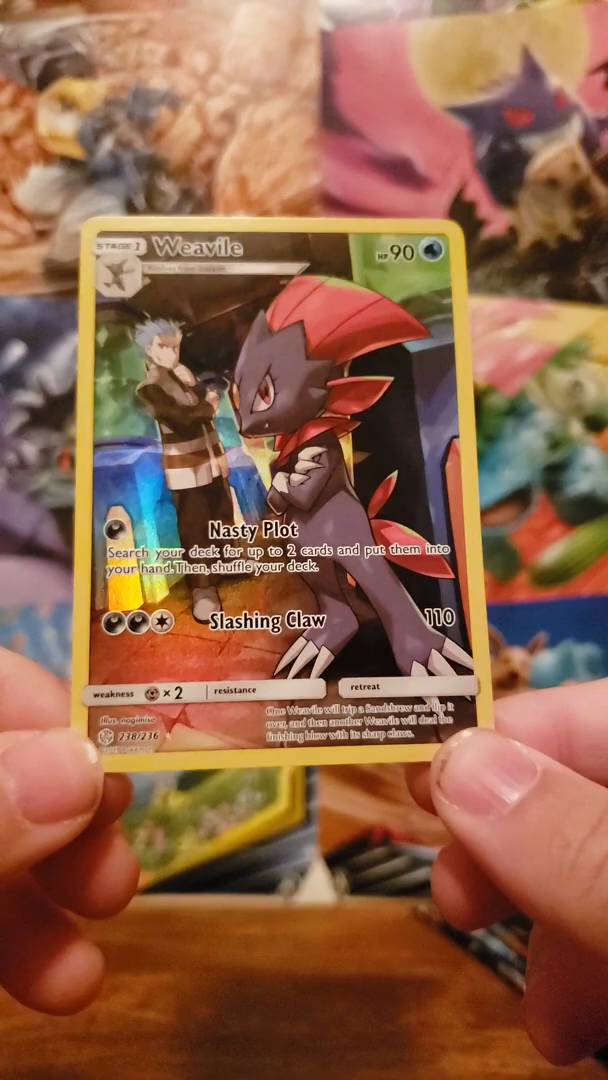 STAGE 1 Weavile HP 90
Nasty Plot
Search your deck for up to 2 cards and put them into
your hand. Then, shuffle your deck.
Slashing Claw 110
weakness × 2 resistance retreat
Illus. nagimiso
238/236
One Weavile will trip a Sandshrew and flip it
over, and then another Weavile will deal the
finishing blow with its sharp claws.